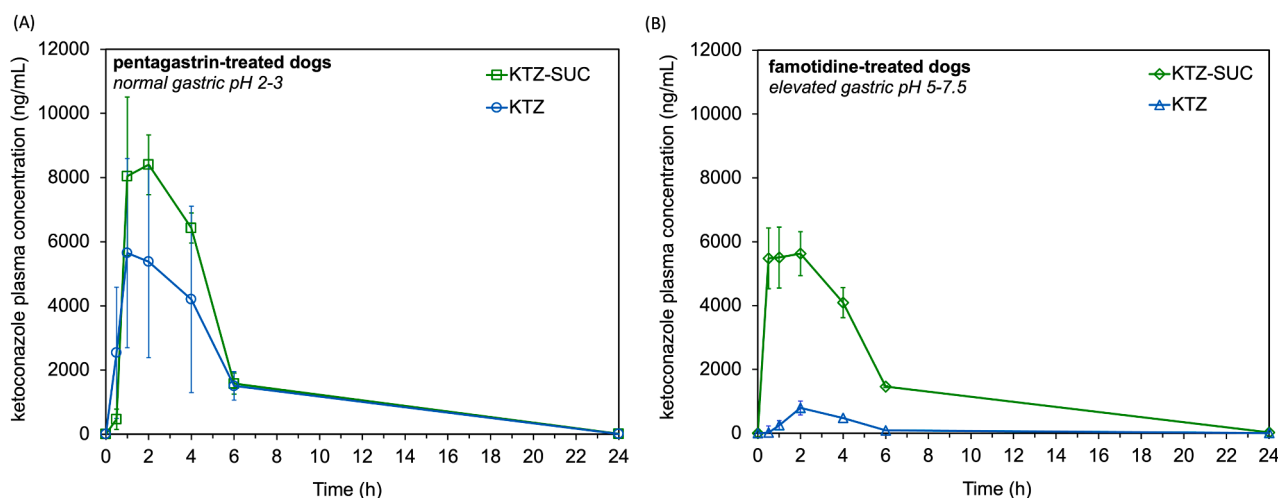 (A)
ketoconazole plasma concentration (ng/mL)
12000
10000
8000
6000
4000
2000
0
pentagastrin-treated dogs
normal gastric pH 2-3
KTZ-SUC
KTZ
0 2 4 6 8 10 12 14 16 18 20 22 24
Time (h)
(B)
ketoconazole plasma concentration (ng/mL)
12000
10000
8000
6000
4000
2000
0
famotidine-treated dogs
elevated gastric pH 5-7.5
KTZ-SUC
KTZ
0 2 4 6 8 10 12 14 16 18 20 22 24
Time (h)